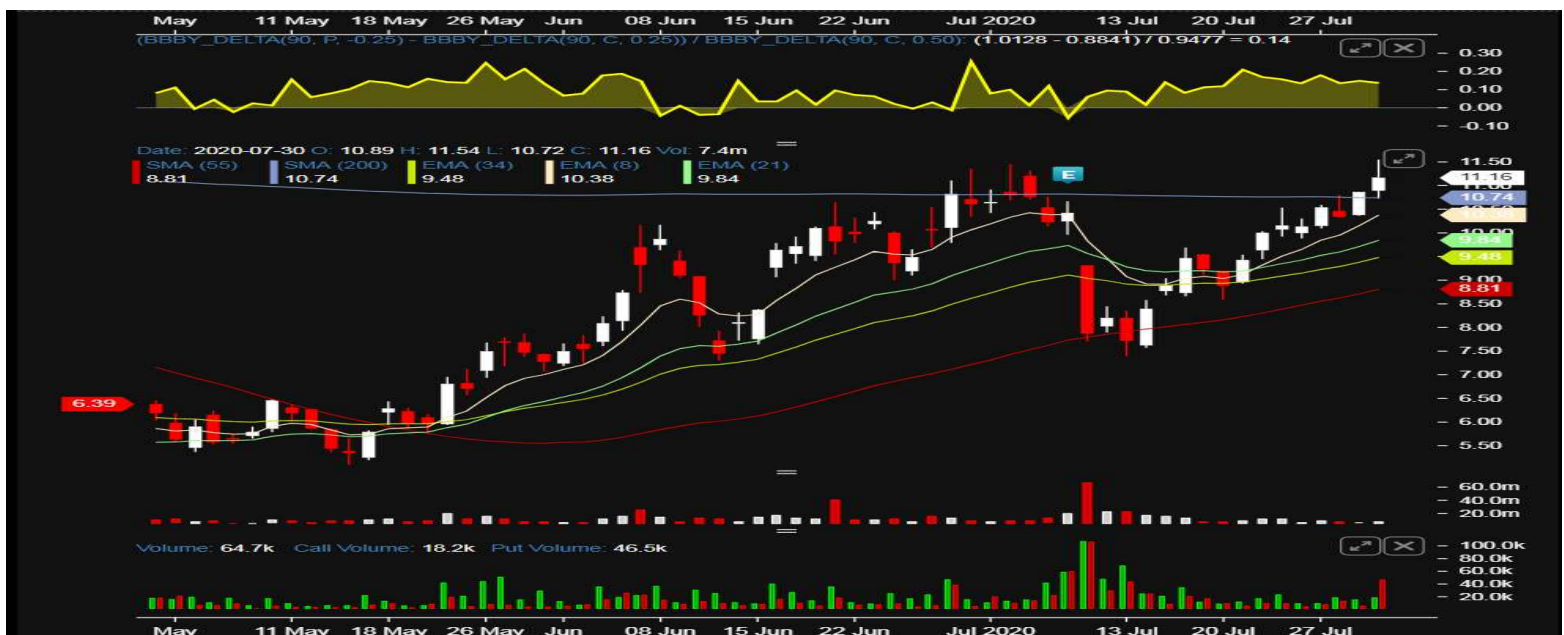 May 11 May 18 May 26 May Jun 08 Jun 15 Jun 22 Jun Jul 2020 13 Jul 20 Jul 27 Jul
(BBBY_DELTA(90, P, -0.25) - BBBY_DELTA(90, C, 0.25)) / BBBY_DELTA(90, C, 0.50): (1.0128 - 0.8841) / 0.9477 = 0.14
0.30
0.20
0.10
0.00
-0.10
Date: 2020-07-30 O: 10.89 H: 11.54 L: 10.72 C: 11.16 Vol: 7.4m
SMA (55) SMA (200) EMA (34) EMA (8) EMA (21)
8.81 10.74 9.48 10.38 9.84
E
11.50
11.16
11.00
10.74
10.50
10.38
10.00
9.84
9.48
9.00
8.81
8.50
8.00
7.50
7.00
6.50
6.39
6.00
5.50
60.0m
40.0m
20.0m
Volume: 64.7k Call Volume: 18.2k Put Volume: 46.5k
100.0k
80.0k
60.0k
40.0k
20.0k
May 11 May 18 May 26 May Jun 08 Jun 15 Jun 22 Jun Jul 2020 13 Jul 20 Jul 27 Jul